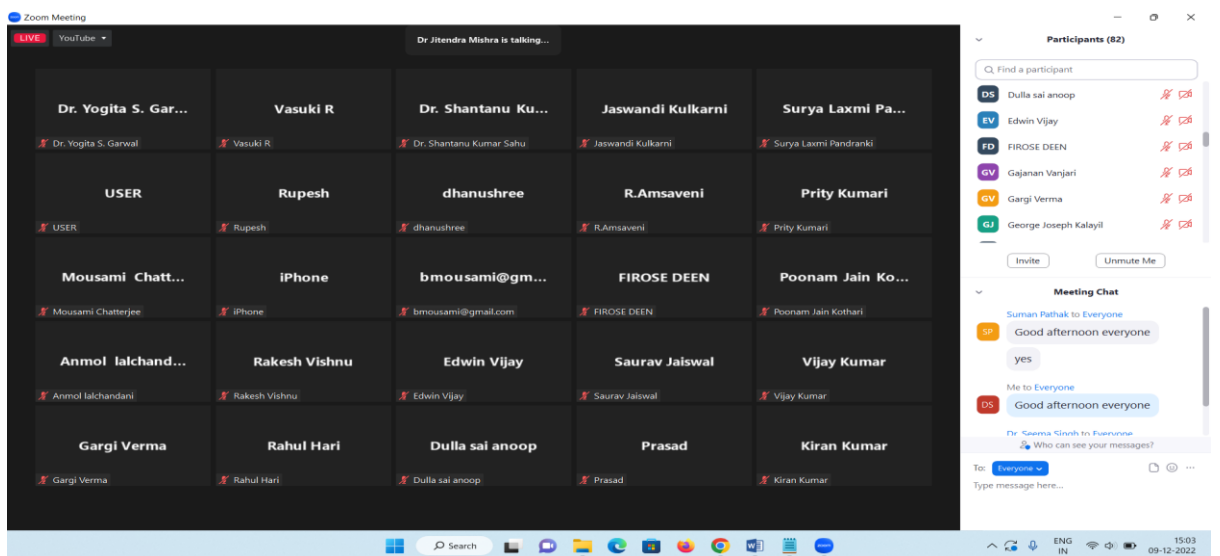 Zoom Meeting
LIVE YouTube
Dr Jitendra Mishra is talking...
Dr. Yogita S. Gar...
Vasuki R
Dr. Shantanu Ku...
Jaswandi Kulkarni
Surya Laxmi Pa...
Dr. Yogita S. Garwal
Vasuki R
Dr. Shantanu Kumar Sahu
Jaswandi Kulkarni
Surya Laxmi Pandranki
USER
Rupesh
dhanushree
R.Amsaveni
Prity Kumari
USER
Rupesh
dhanushree
R.Amsaveni
Prity Kumari
Mousami Chatt...
iPhone
bmousami@gm...
FIROSE DEEN
Poonam Jain Ko...
Mousami Chatterjee
iPhone
bmousami@gmail.com
FIROSE DEEN
Poonam Jain Kothari
Anmol lalchand...
Rakesh Vishnu
Edwin Vijay
Saurav Jaiswal
Vijay Kumar
Anmol lalchandani
Rakesh Vishnu
Edwin Vijay
Saurav Jaiswal
Vijay Kumar
Gargi Verma
Rahul Hari
Dulla sai anoop
Prasad
Kiran Kumar
Gargi Verma
Rahul Hari
Dulla sai anoop
Prasad
Kiran Kumar
Participants (82)
Find a participant
DS Dulla sai anoop
EV Edwin Vijay
FD FIROSE DEEN
GV Gajanan Vanjari
GV Gargi Verma
GJ George Joseph Kalayil
Invite
Unmute Me
Meeting Chat
Suman Pathak to Everyone
SP Good afternoon everyone
yes
Me to Everyone
DS Good afternoon everyone
Dr. Seema Singh to Everyone
Who can see your messages?
To: Everyone
Type message here...
Search
ENG
IN
15:03
09-12-2022